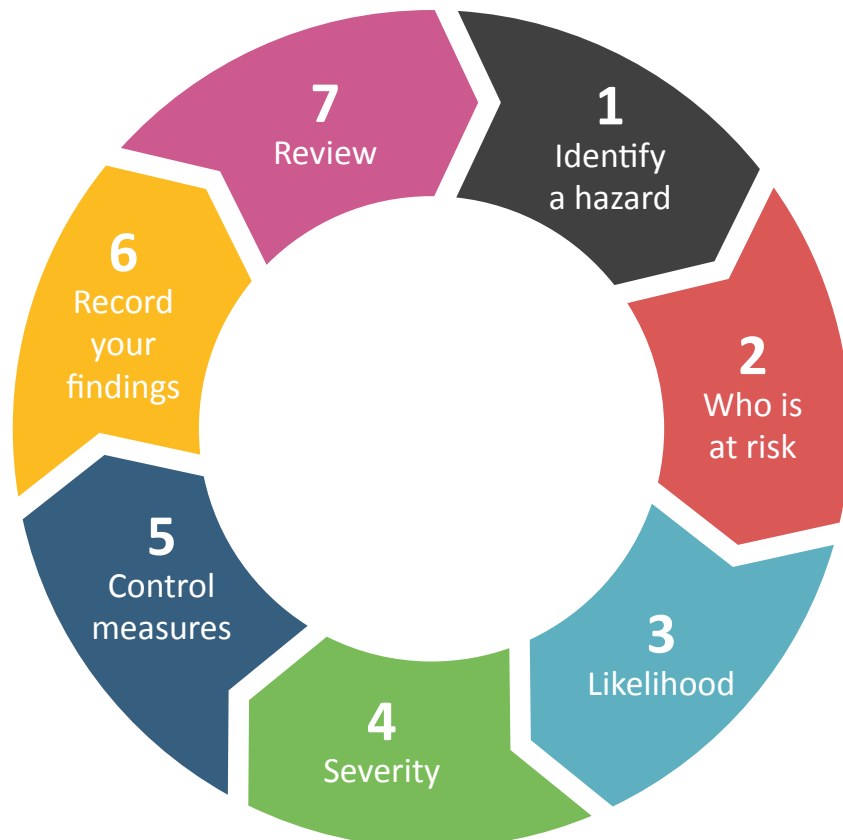 1
Identify
a hazard
2
Who is
at risk
3
Likelihood
4
Severity
5
Control
measures
6
Record
your
findings
7
Review